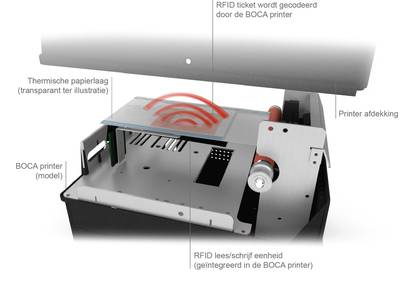 RFID ticket wordt gecodeerd
door de BOCA printer
Thermische papierlaag
(transparant ter illustratie)
Printer afdekking
BOCA printer
(model)
RFID lees/schrijf eenheid
(geïntegreerd in de BOCA printer)